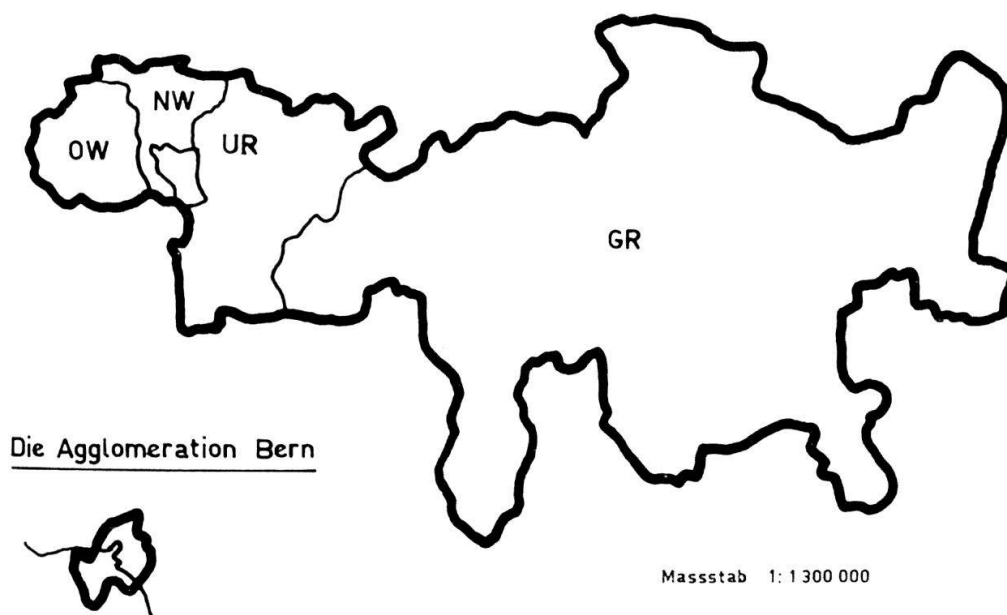 NW
OW
UR
GR
Die Agglomeration Bern
Massstab 1: 1 300 000